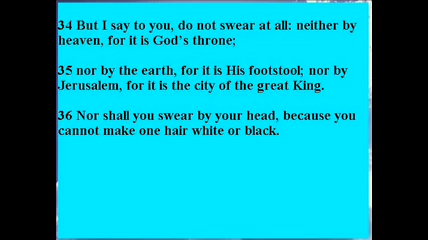 34 But I say to you, do not swear at all: neither by
heaven, for it is God's throne;
35 nor by the earth, for it is His footstool; nor by
Jerusalem, for it is the city of the great King.
36 Nor shall you swear by your head, because you
cannot make one hair white or black.